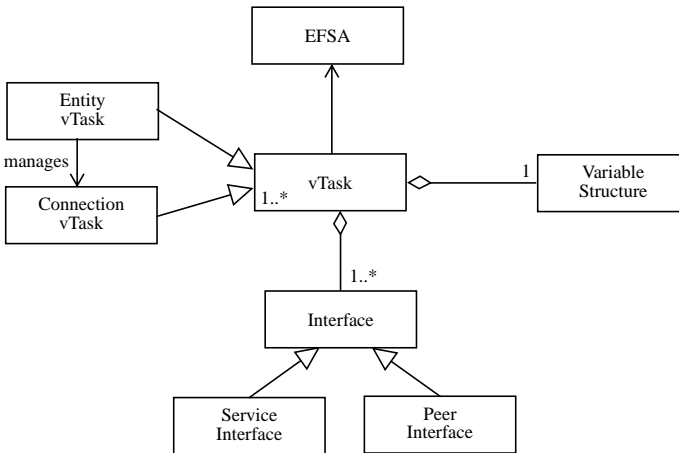 EFSA
Entity
vTask
manages
vTask
1
Variable
Structure
Connection
vTask
1..*
1..*
Interface
Service
Interface
Peer
Interface